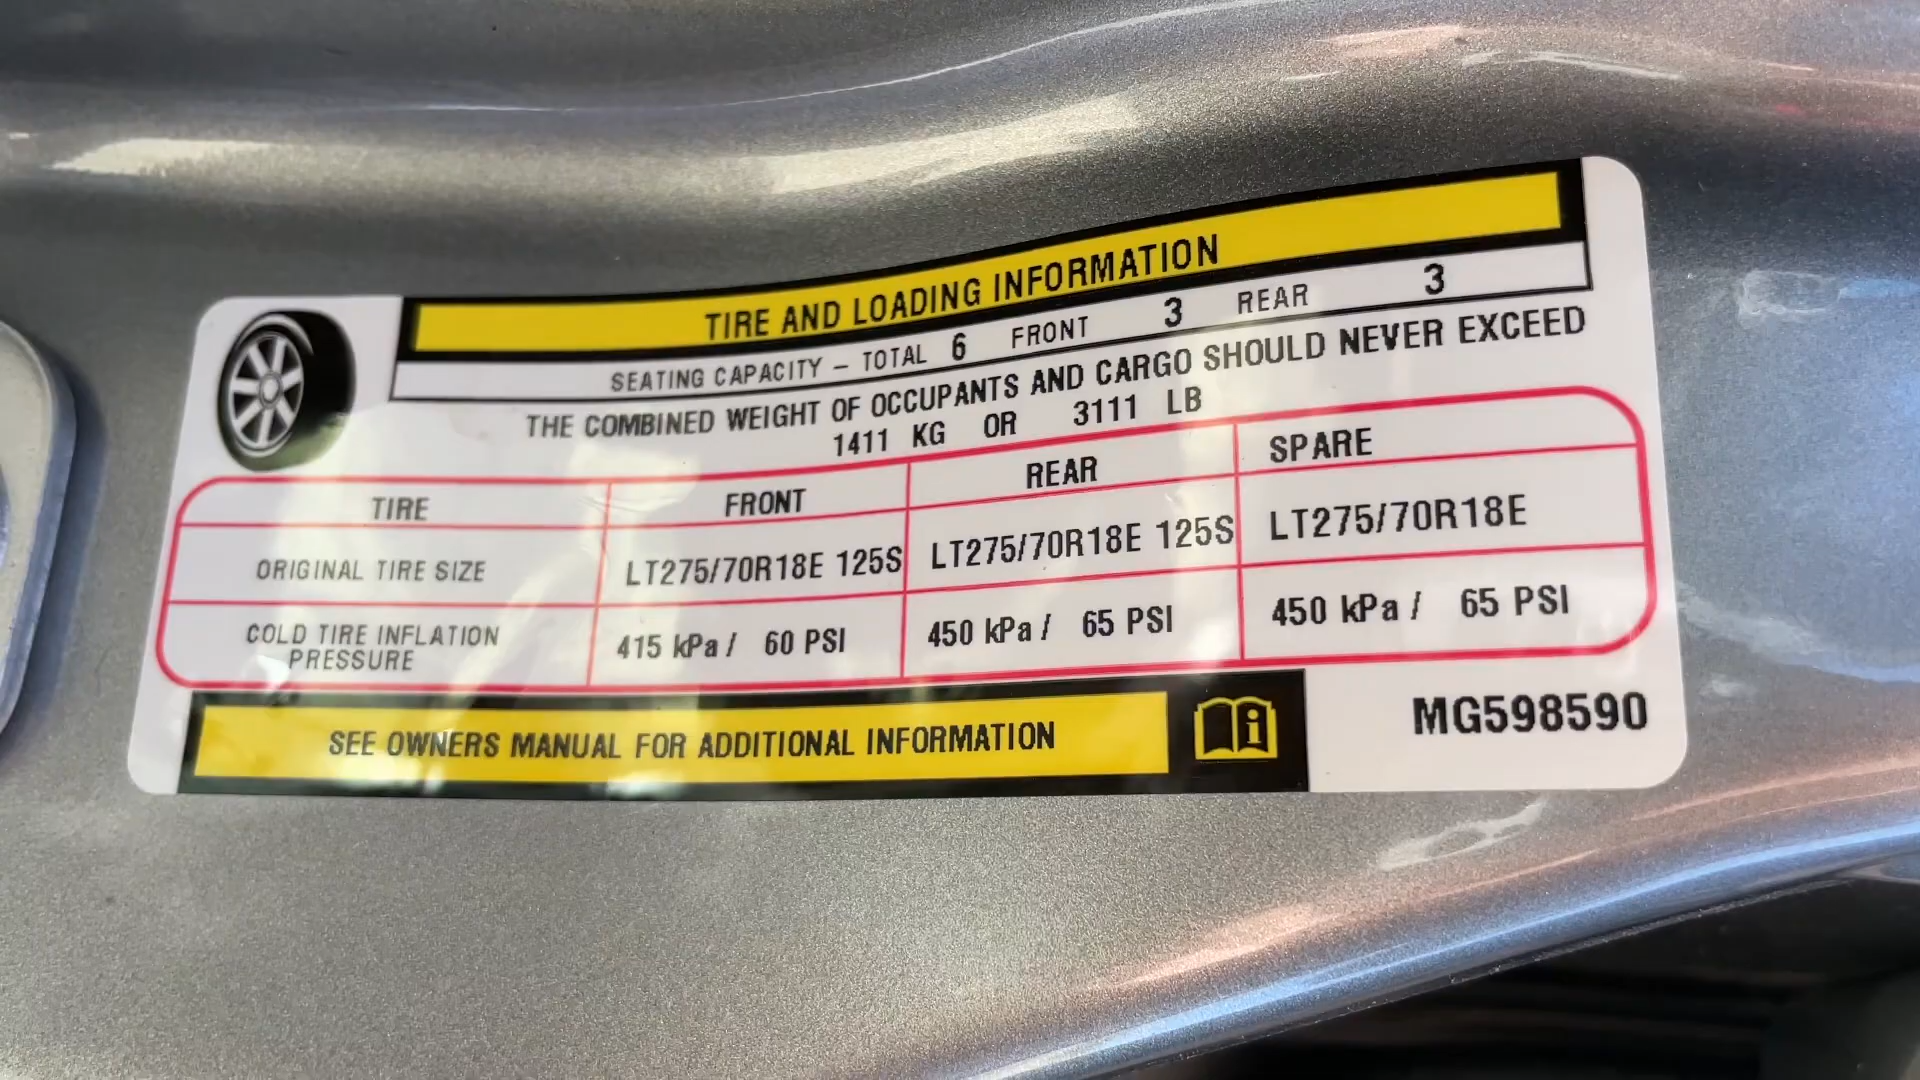 TIRE AND LOADING INFORMATION
SEATING CAPACITY – TOTAL 6 FRONT 3 REAR 3
THE COMBINED WEIGHT OF OCCUPANTS AND CARGO SHOULD NEVER EXCEED
1411 KG OR 3111 LB
TIRE FRONT REAR SPARE
ORIGINAL TIRE SIZE LT275/70R18E 125S LT275/70R18E 125S LT275/70R18E
COLD TIRE INFLATION
PRESSURE 415 kPa / 60 PSI 450 kPa / 65 PSI 450 kPa / 65 PSI
SEE OWNERS MANUAL FOR ADDITIONAL INFORMATION
MG598590